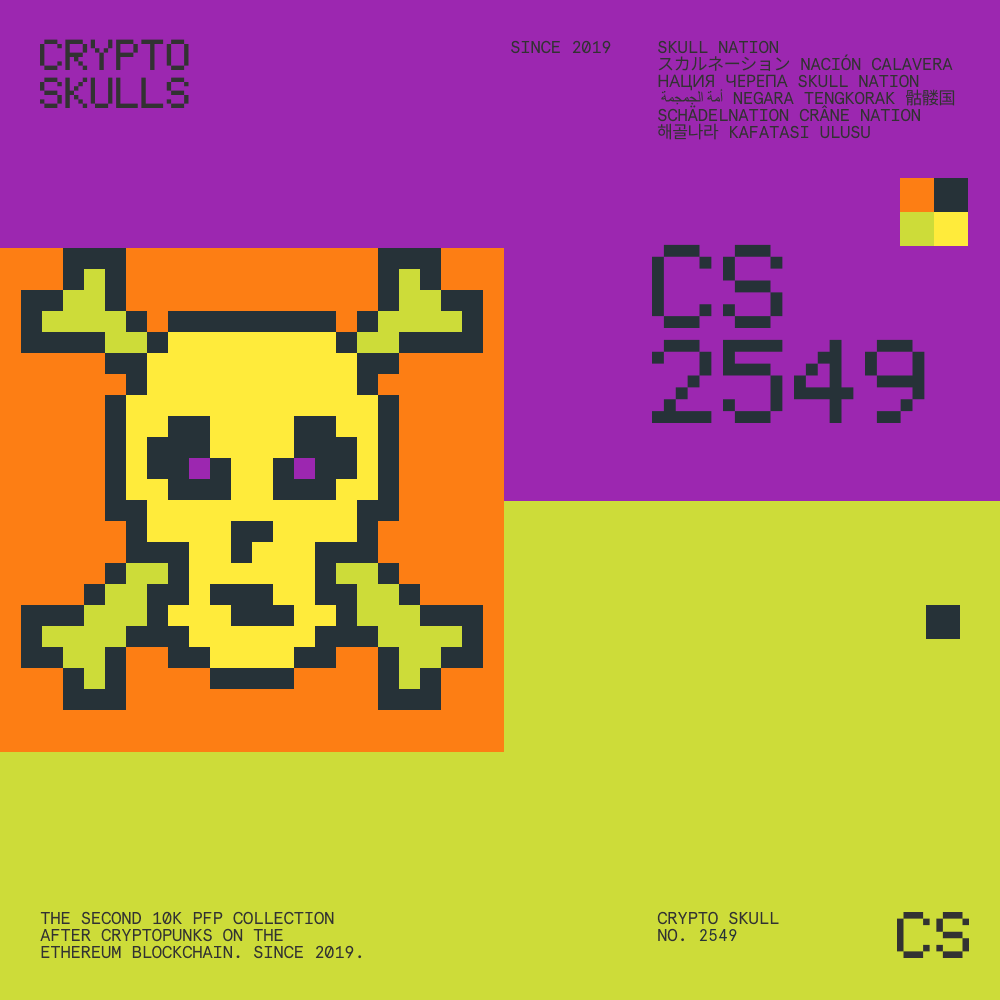 CRYPTO
SKULLS
SINCE 2019
SKULL NATION
スカルネーション NACIÓN CALAVERA
НАЦИЯ ЧЕРЕПА SKULL NATION
أمة الجمجمة NEGARA TENGKORAK 骷髅国
SCHÄDELNATION CRÂNE NATION
해골나라 KAFATASI ULUSU
CS
2549
THE SECOND 10K PFP COLLECTION
AFTER CRYPTOPUNKS ON THE
ETHEREUM BLOCKCHAIN. SINCE 2019.
CRYPTO SKULL
NO. 2549
CS